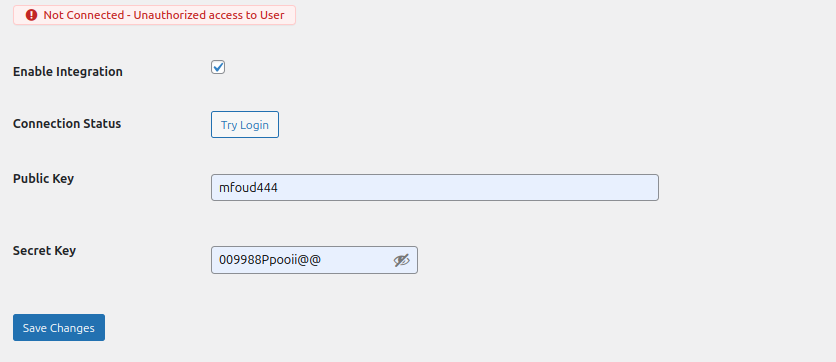 Not Connected - Unauthorized access to User
Enable Integration
Connection Status Try Login
Public Key mfoud444
Secret Key 009988Ppooii@@
Save Changes